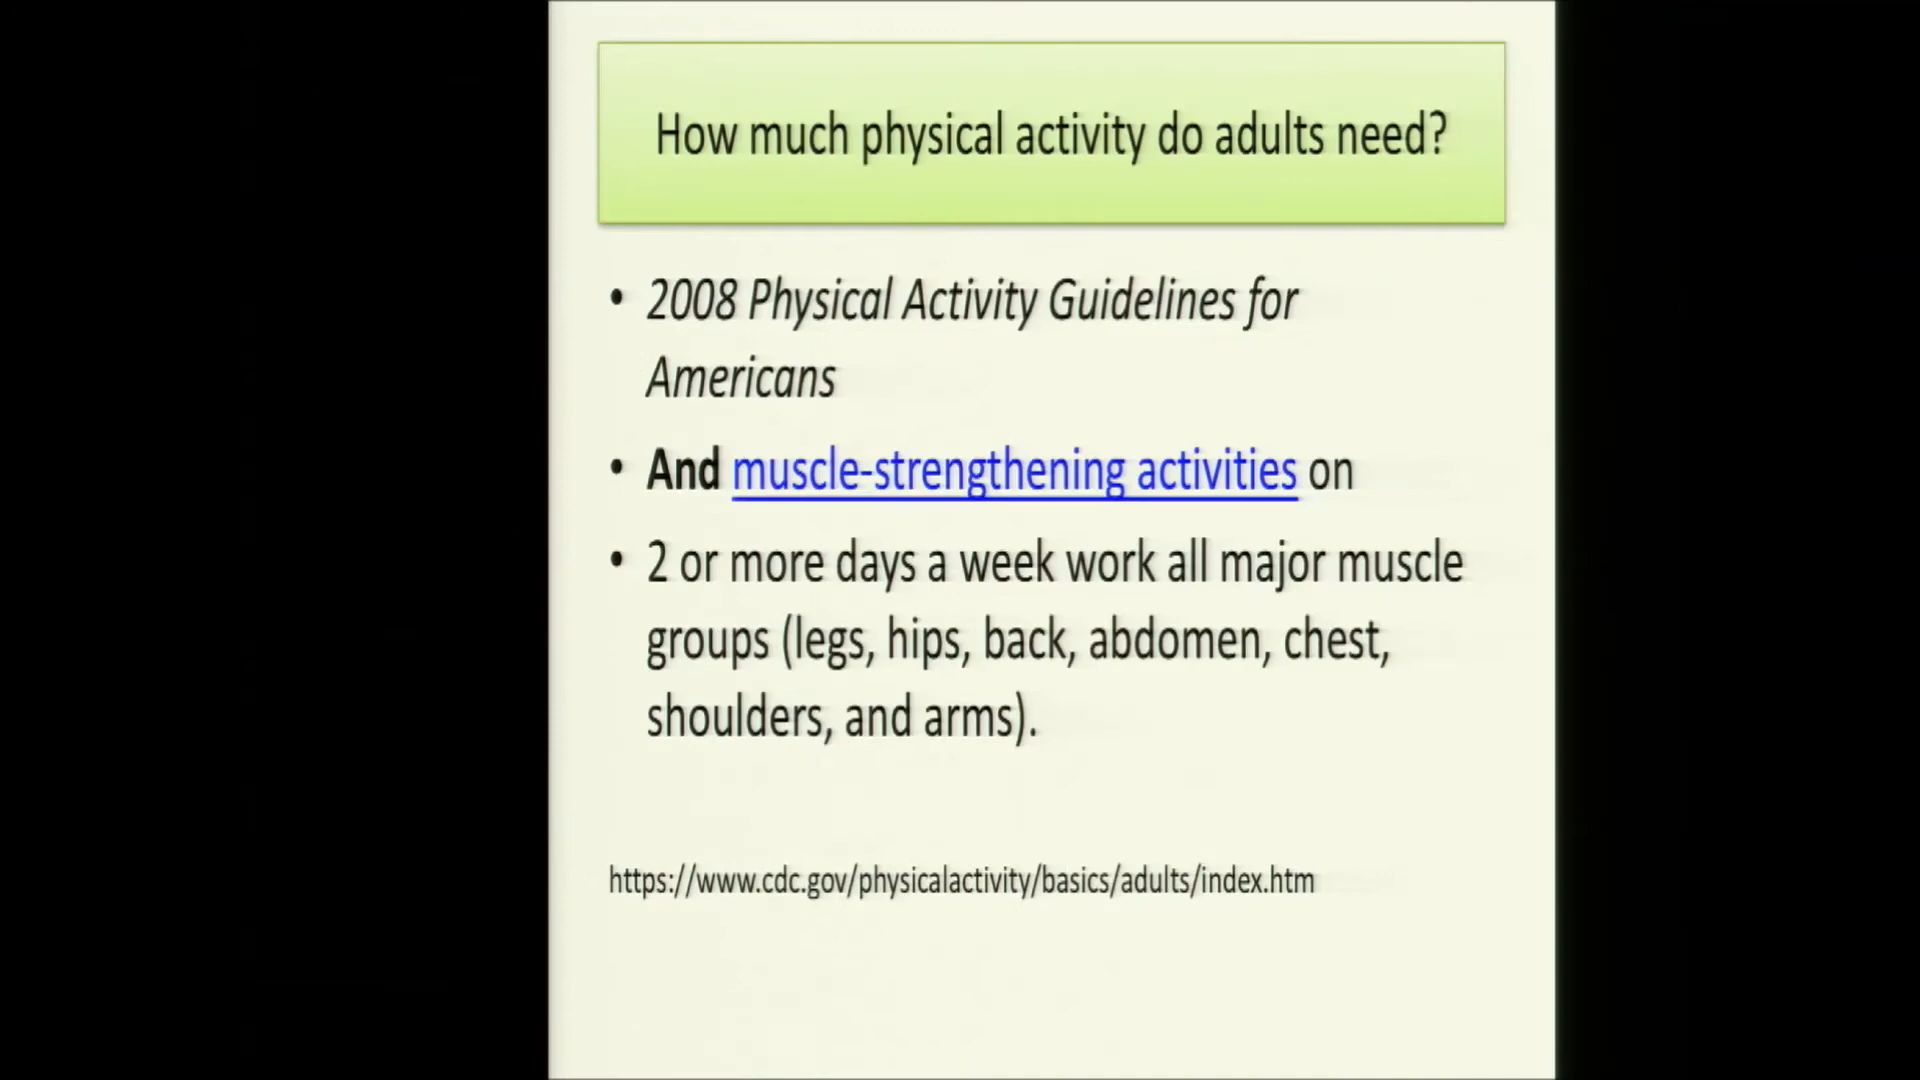 How much physical activity do adults need?
• 2008 Physical Activity Guidelines for
Americans
• And muscle-strengthening activities on
• 2 or more days a week work all major muscle
groups (legs, hips, back, abdomen, chest,
shoulders, and arms).
https://www.cdc.gov/physicalactivity/basics/adults/index.htm